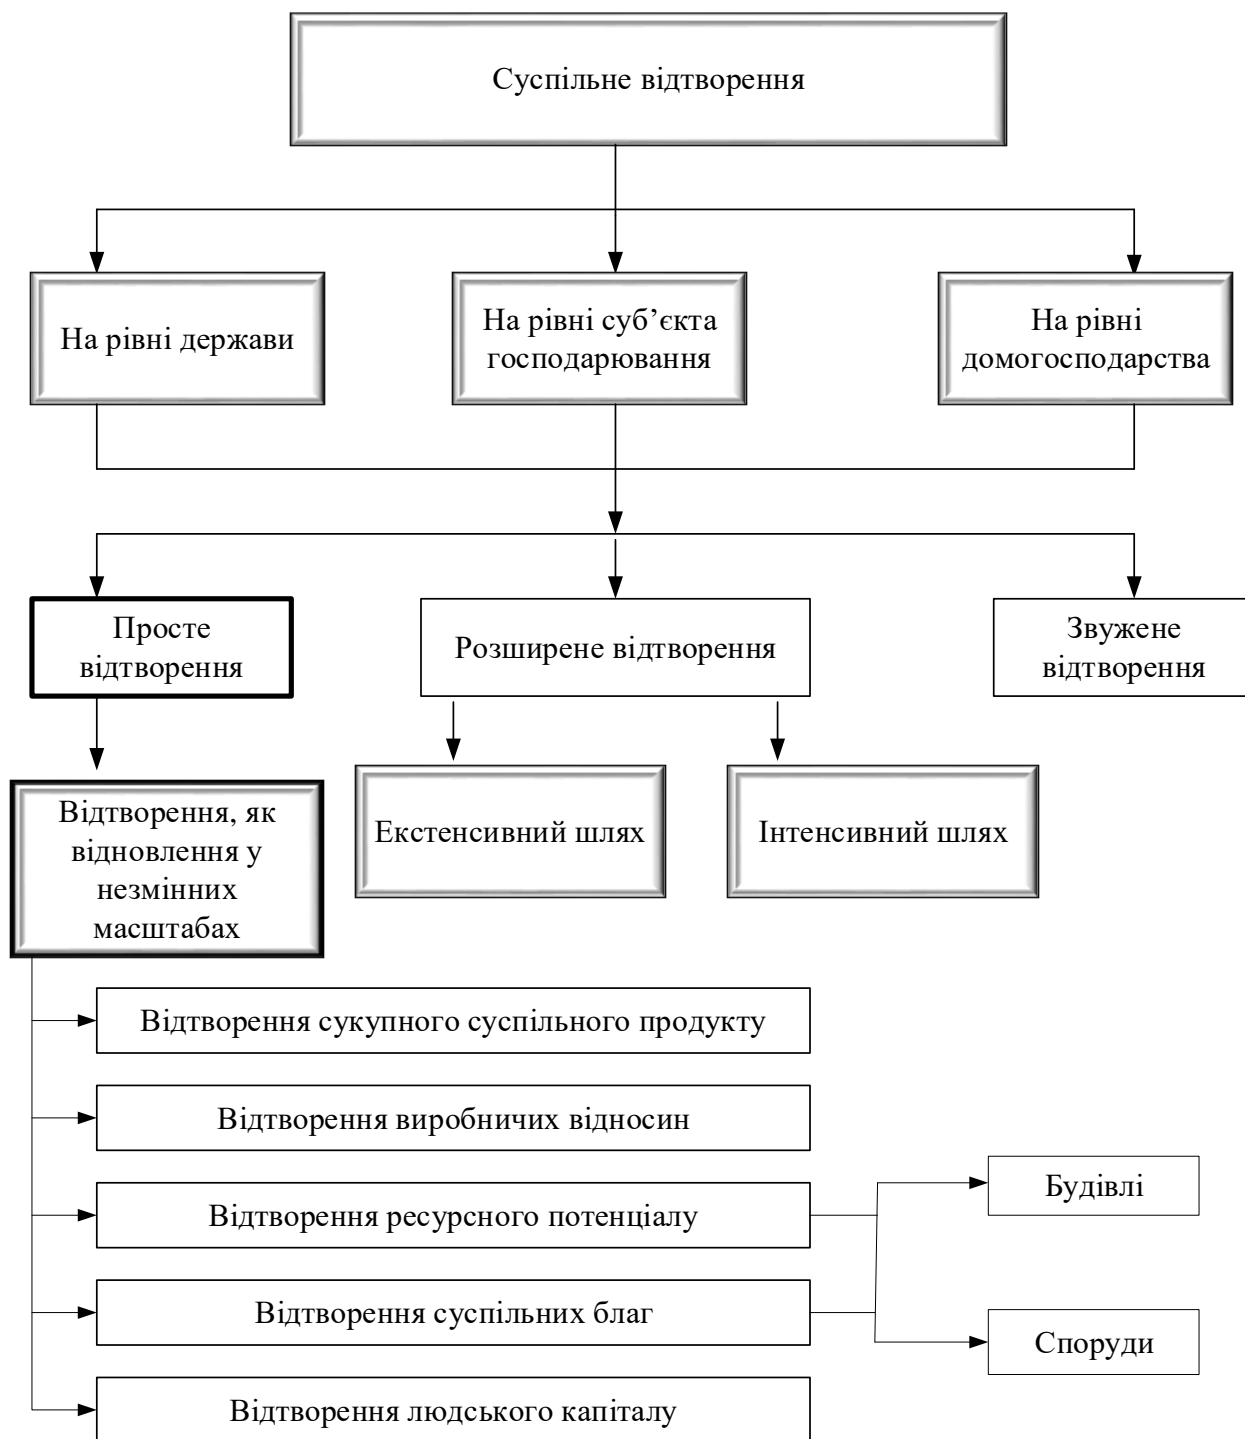 Суспільне відтворення
На рівні держави
На рівні суб’єкта
господарювання
На рівні
домогосподарства
Просте
відтворення
Розширене відтворення
Звужене
відтворення
Відтворення, як
відновлення у
незмінних
масштабах
Екстенсивний шлях
Інтенсивний шлях
Відтворення сукупного суспільного продукту
Відтворення виробничих відносин
Відтворення ресурсного потенціалу
Відтворення суспільних благ
Відтворення людського капіталу
Будівлі
Споруди